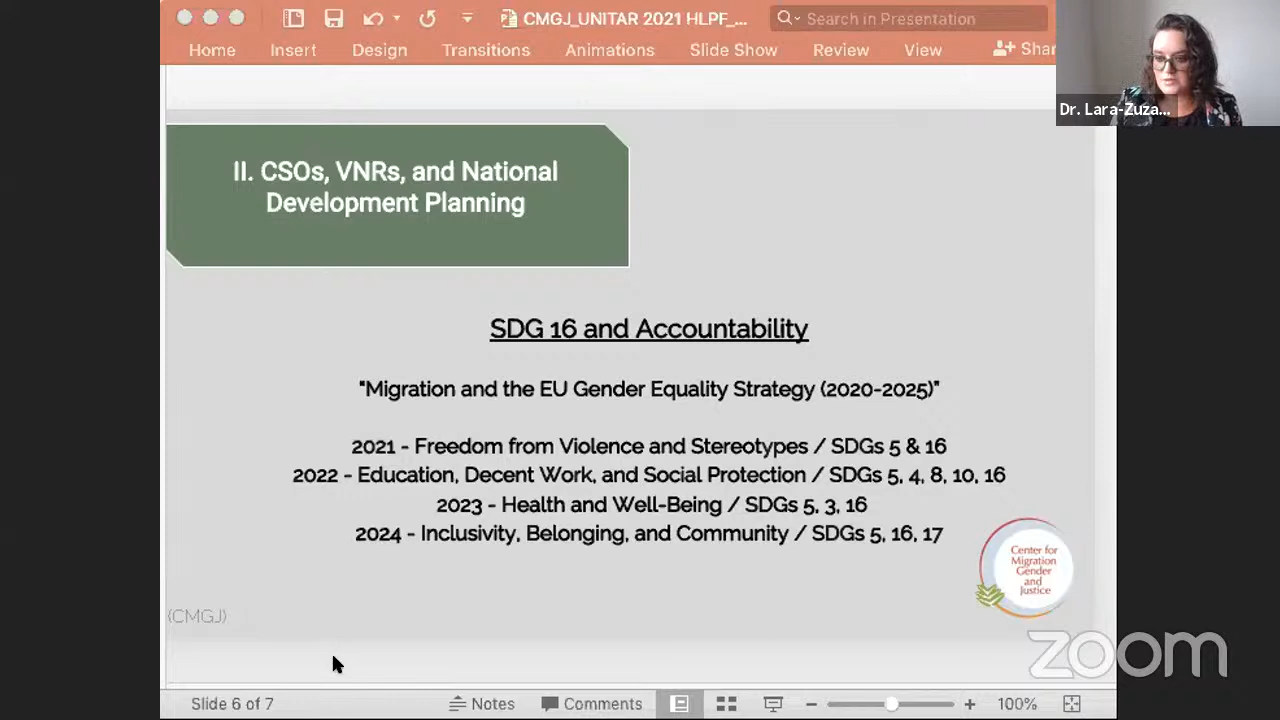 CMGJ_UNITAR 2021 HLPF_...
Search in Presentation
Home Insert Design Transitions Animations Slide Show Review View Shar
Dr. Lara-Zuza...
II. CSOs, VNRs, and National
Development Planning
SDG 16 and Accountability
"Migration and the EU Gender Equality Strategy (2020-2025)"
2021 - Freedom from Violence and Stereotypes / SDGs 5 & 16
2022 - Education, Decent Work, and Social Protection / SDGs 5, 4, 8, 10, 16
2023 - Health and Well-Being / SDGs 5, 3, 16
2024 - Inclusivity, Belonging, and Community / SDGs 5, 16, 17
Center for
Migration
Gender
and
Justice
(CMGJ)
zoom
Slide 6 of 7 Notes Comments 100%